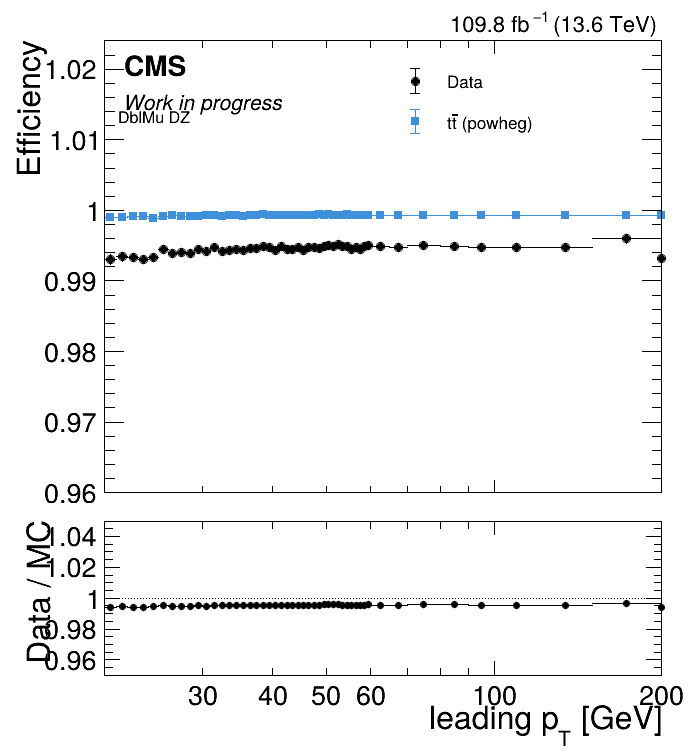 109.8 fb⁻¹ (13.6 TeV)
CMS
Work in progress
DblMu DZ
Data
tt̄ (powheg)
Efficiency
1.02
1.01
1
0.99
0.98
0.97
0.96
Data / MC
1.04
1.02
1
0.98
0.96
30 40 50 60 100 200
leading p_T [GeV]